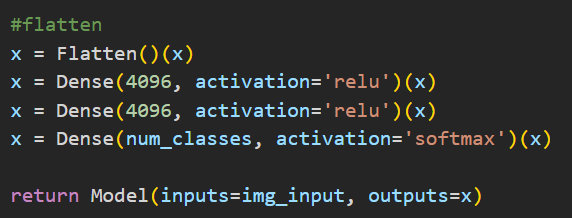 #flatten
x = Flatten()(x)
x = Dense(4096, activation='relu')(x)
x = Dense(4096, activation='relu')(x)
x = Dense(num_classes, activation='softmax')(x)
return Model(inputs=img_input, outputs=x)